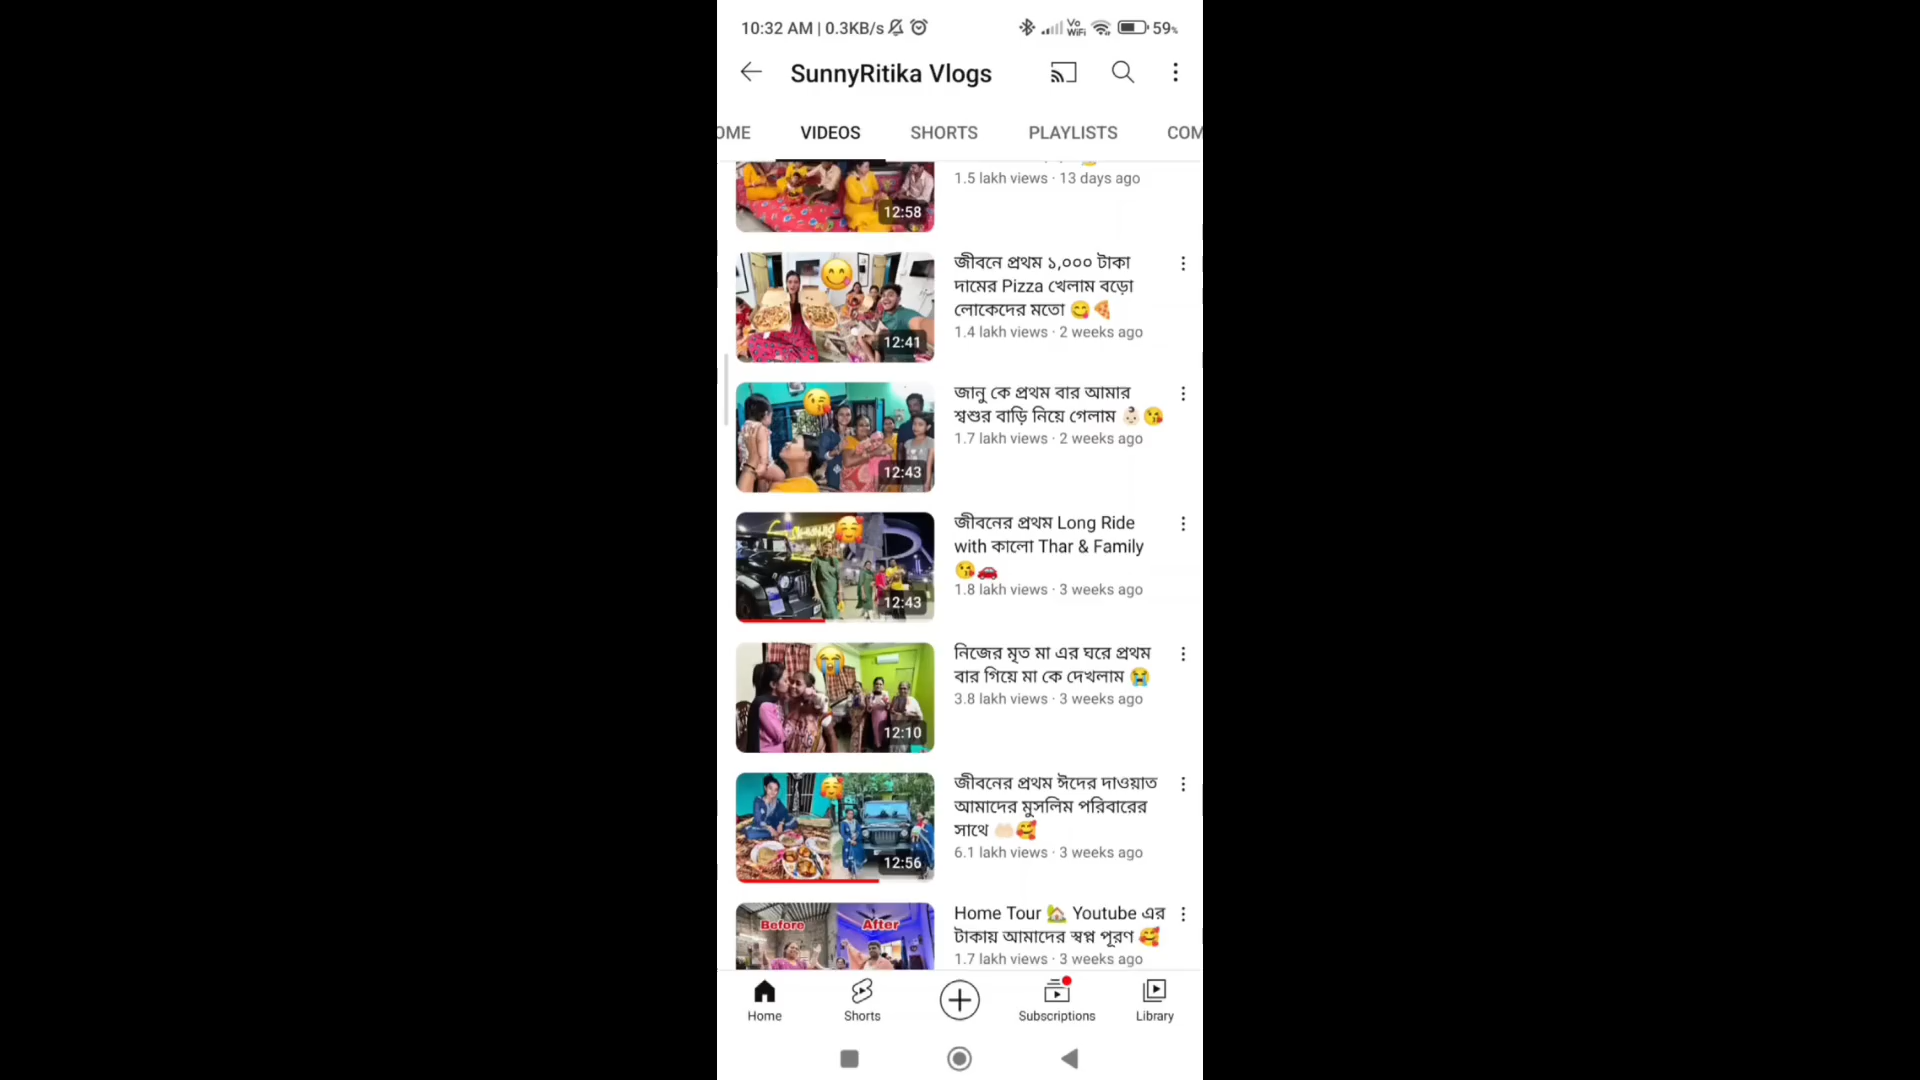 10:32 AM | 0.3KB/s Vo WiFi 59%
SunnyRitika Vlogs
OME VIDEOS SHORTS PLAYLISTS COM
1.5 lakh views · 13 days ago
12:58
জীবনে প্রথম ১,০০০ টাকা
দামের Pizza খেলাম বড়ো
লোকেদের মতো 😋🍕
1.4 lakh views · 2 weeks ago
12:41
জানু কে প্রথম বার আমার
শ্বশুর বাড়ি নিয়ে গেলাম 👶🏻😘
1.7 lakh views · 2 weeks ago
12:43
জীবনের প্রথম Long Ride
with কালো Thar & Family
😘🚗
1.8 lakh views · 3 weeks ago
12:43
নিজের মৃত মা এর ঘরে প্রথম
বার গিয়ে মা কে দেখলাম 😭
3.8 lakh views · 3 weeks ago
12:10
জীবনের প্রথম ঈদের দাওয়াত
আমাদের মুসলিম পরিবারের
সাথে 🤲🏻🥰
6.1 lakh views · 3 weeks ago
12:56
Before After
Home Tour 🏡 Youtube এর
টাকায় আমাদের স্বপ্ন পূরণ 🥰
1.7 lakh views · 3 weeks ago
Home Shorts Subscriptions Library